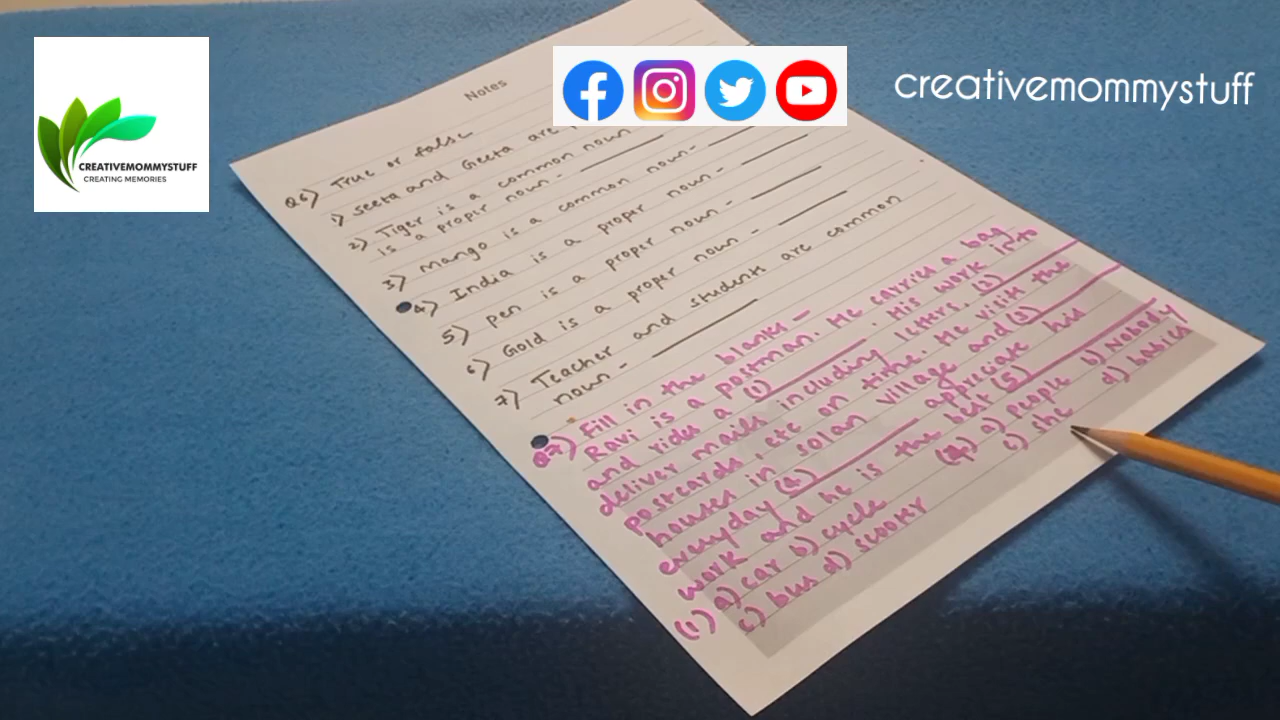 CREATIVEMOMMYSTUFF
CREATING MEMORIES
creativemommystuff
Notes
Q6) True or false
1) Seeta and Geeta are
2) Tiger is a common noun
is a proper noun -
3) Mango is a common noun -
4) India is a proper noun -
5) Pen is a proper noun -
6) Gold is a proper noun -
7) Teacher and students are common
noun -
Q7) Fill in the blanks -
Ravi is a postman. He carries a bag
and rides a (1) . His work is to
deliver mails including letters, (2)
postcards, etc on time. He visits the
houses in solan village and (3)
everyday (4) appreciate his
work and he is the best (5)
(1) a) car b) cycle
c) bus d) scooter
(4) a) people b) Nobody
c) she d) babies